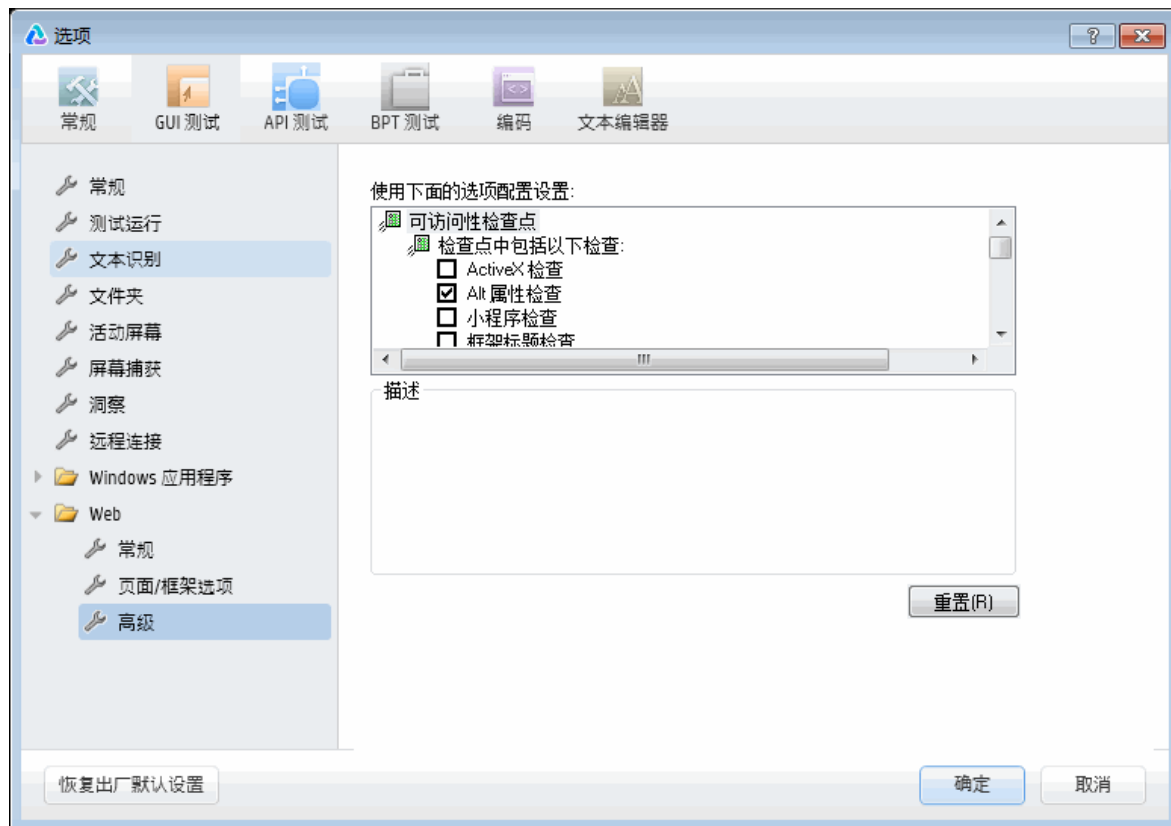 选项
常规
GUI 测试
API 测试
BPT 测试
编码
文本编辑器
常规
测试运行
文本识别
文件夹
活动屏幕
屏幕捕获
洞察
远程连接
Windows 应用程序
Web
常规
页面/框架选项
高级
使用下面的选项配置设置:
可访问性检查点
检查点中包括以下检查:
ActiveX 检查
Alt 属性检查
小程序检查
框架标题检查
描述
重置(R)
恢复出厂默认设置
确定
取消